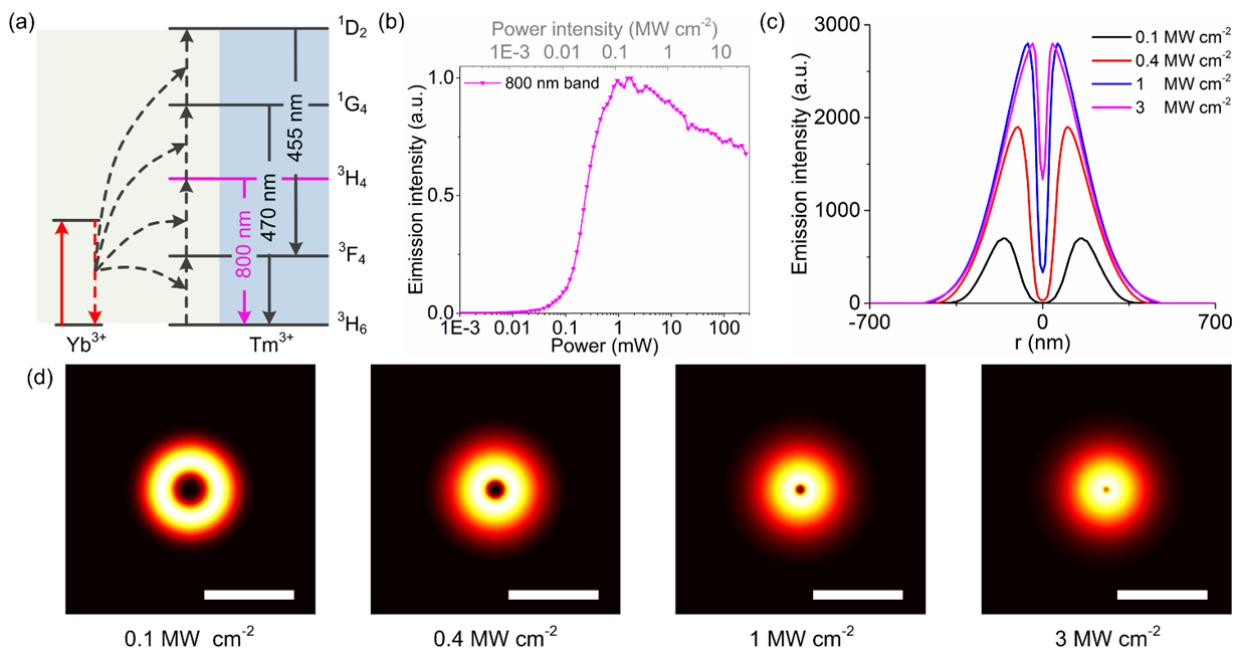 (a)
¹D₂
¹G₄
³H₄
³F₄
³H₆
455 nm
470 nm
800 nm
Yb³⁺
Tm³⁺
(b)
Power intensity (MW cm⁻²)
1E-3 0.01 0.1 1 10
1.0
0.5
0.0
Eimission intensity (a.u.)
800 nm band
1E-3 0.01 0.1 1 10 100
Power (mW)
(c)
3000
2000
1000
0
Emission intensity (a.u.)
0.1 MW cm⁻²
0.4 MW cm⁻²
1 MW cm⁻²
3 MW cm⁻²
-700 0 700
r (nm)
(d)
0.1 MW cm⁻²
0.4 MW cm⁻²
1 MW cm⁻²
3 MW cm⁻²